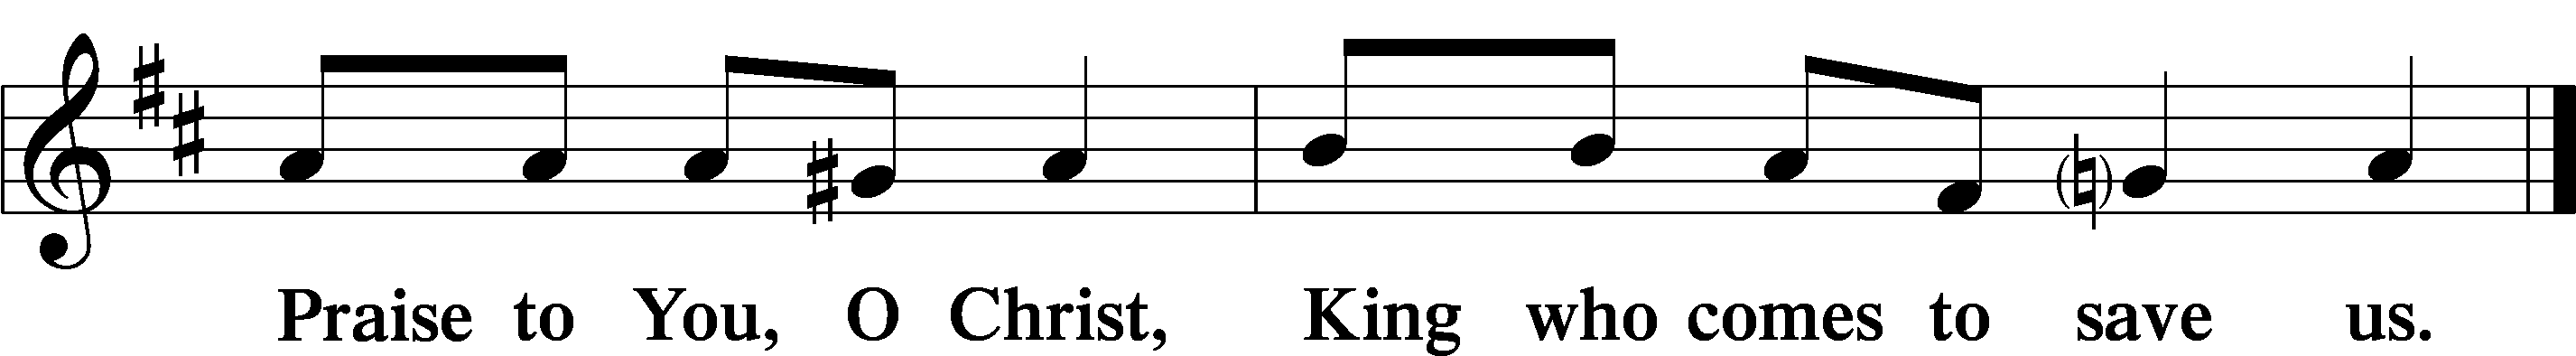 Praise to You, O Christ, King who comes to save us.